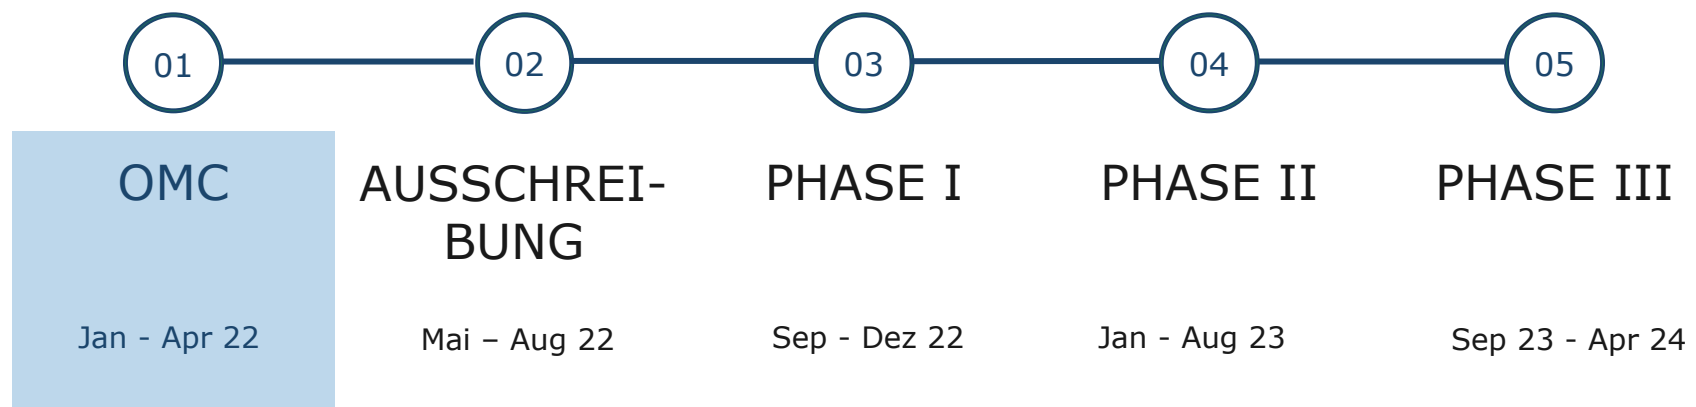 01
02
03
04
05
OMC
AUSSCHREI-
BUNG
PHASE I
PHASE II
PHASE III
Jan - Apr 22
Mai – Aug 22
Sep - Dez 22
Jan - Aug 23
Sep 23 - Apr 24